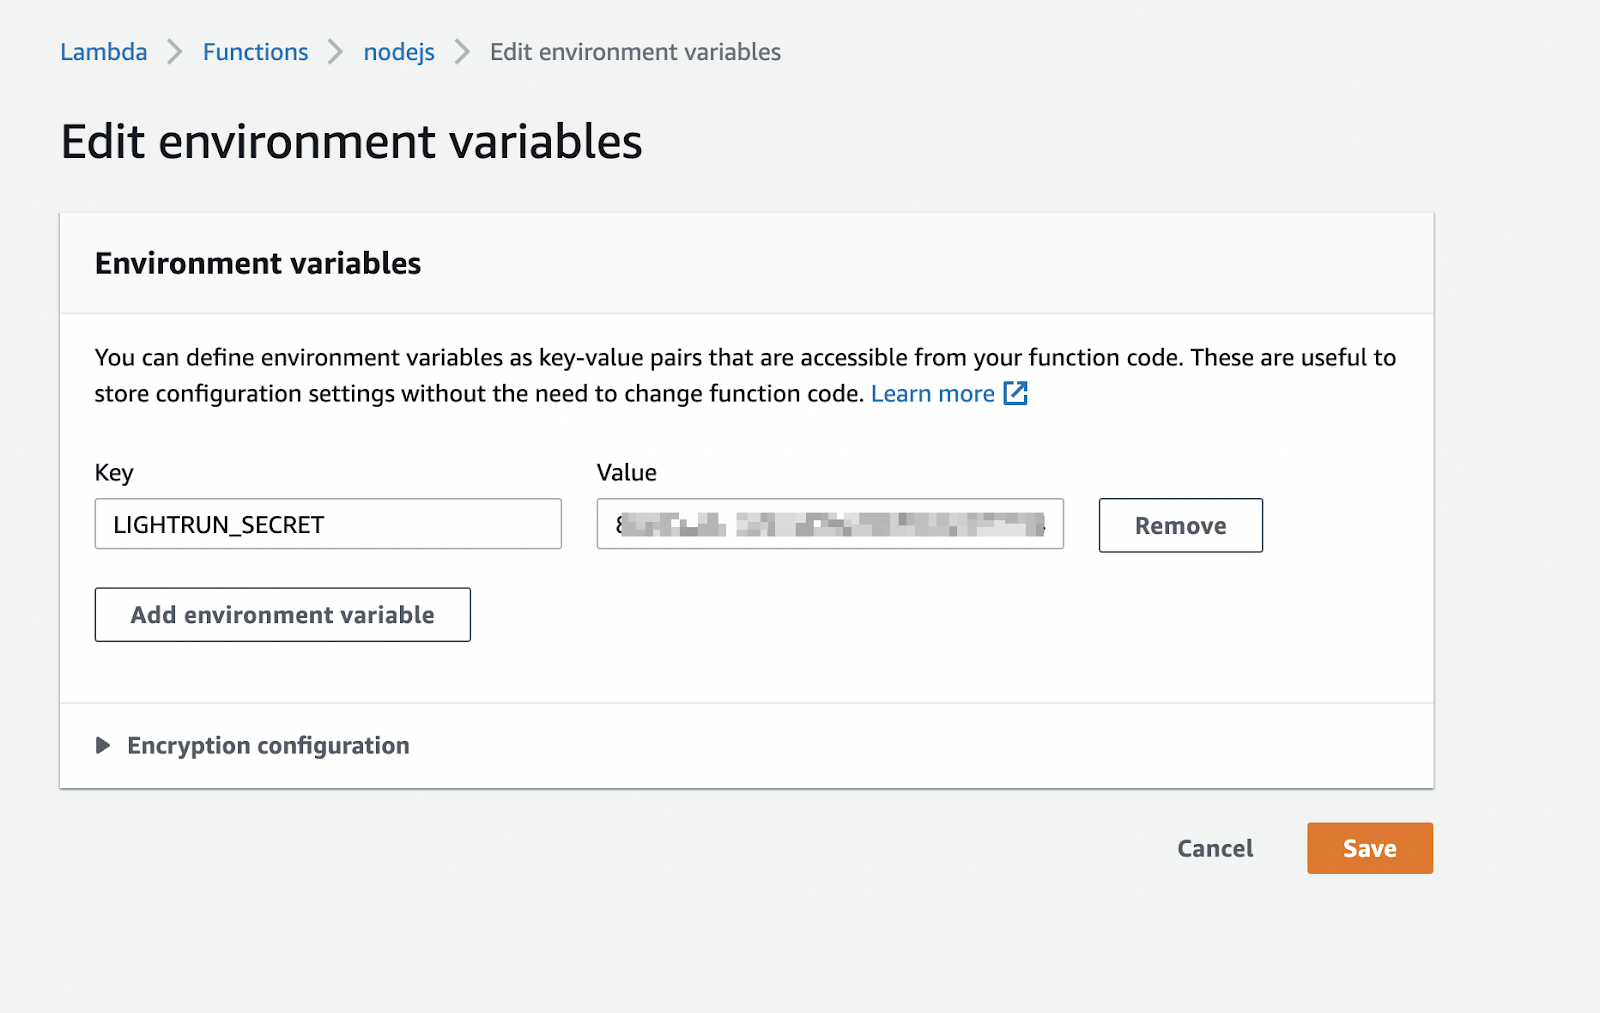 Lambda > Functions > nodejs > Edit environment variables
Edit environment variables
Environment variables
You can define environment variables as key-value pairs that are accessible from your function code. These are useful to
store configuration settings without the need to change function code. Learn more
Key Value
LIGHTRUN_SECRET Remove
Add environment variable
Encryption configuration
Cancel Save